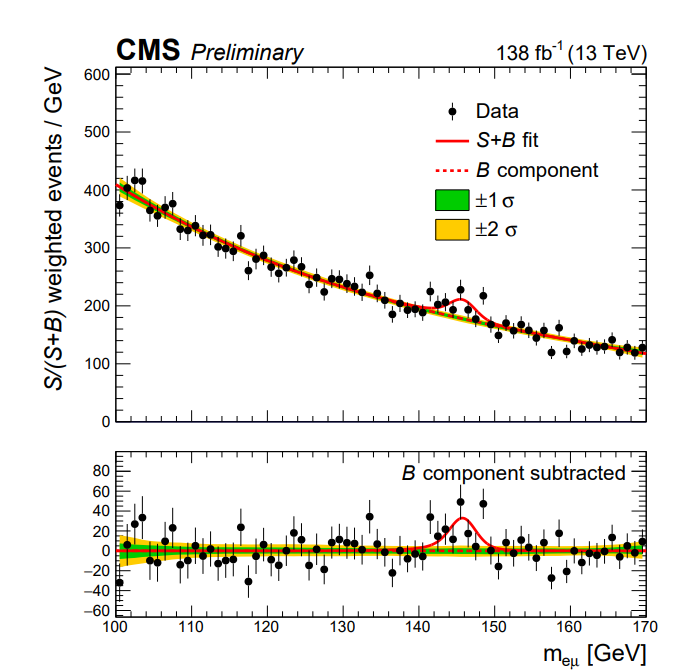 CMS Preliminary 138 fb⁻¹ (13 TeV)
S/(S+B) weighted events / GeV
600
500
400
300
200
100
0
Data
S+B fit
B component
±1 σ
±2 σ
B component subtracted
80
60
40
20
0
−20
−40
−60
100 110 120 130 140 150 160 170
m_eμ [GeV]